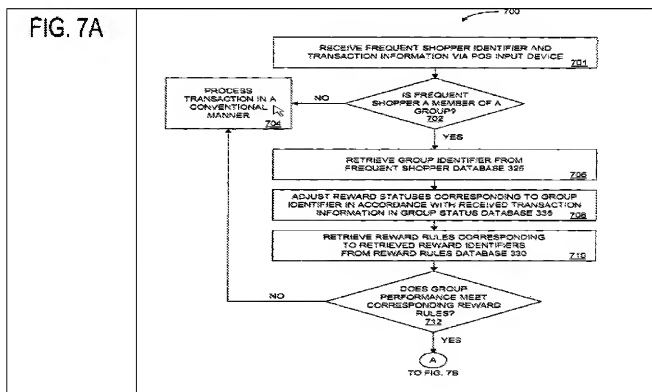 FIG. 7A
700
RECEIVE FREQUENT SHOPPER IDENTIFIER AND
TRANSACTION INFORMATION VIA POS INPUT DEVICE
701
IS FREQUENT
SHOPPER A MEMBER OF A
GROUP?
702
NO
PROCESS
TRANSACTION IN A
CONVENTIONAL
MANNER
704
YES
RETRIEVE GROUP IDENTIFIER FROM
FREQUENT SHOPPER DATABASE 325
706
ADJUST REWARD STATUSES CORRESPONDING TO GROUP
IDENTIFIER IN ACCORDANCE WITH RECEIVED TRANSACTION
INFORMATION IN GROUP STATUS DATABASE 335
708
RETRIEVE REWARD RULES CORRESPONDING
TO RETRIEVED REWARD IDENTIFIERS
FROM REWARD RULES DATABASE 330
710
DOES GROUP
PERFORMANCE MEET
CORRESPONDING REWARD
RULES?
712
NO
YES
A
TO FIG. 7B